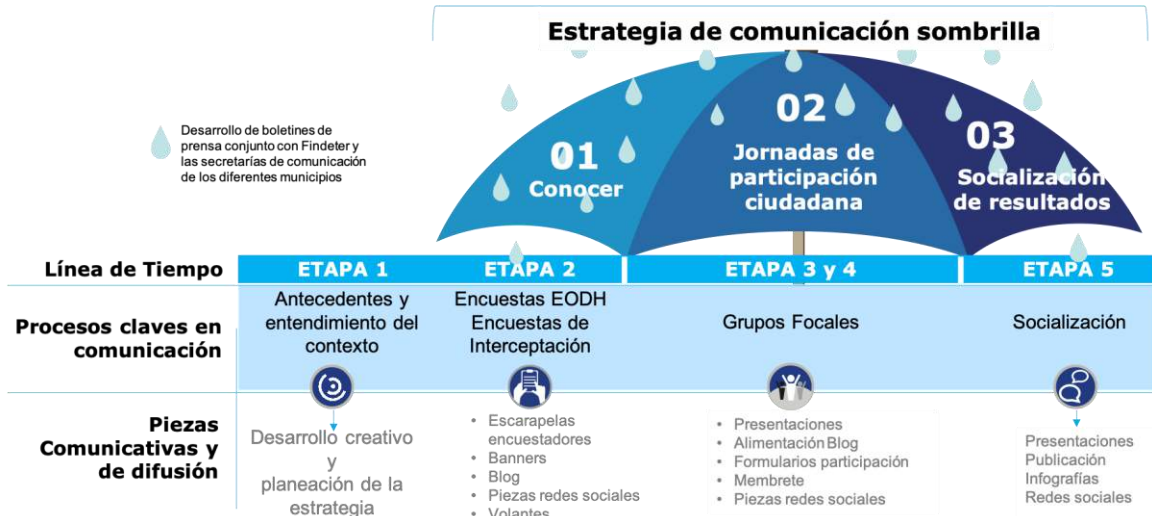 Estrategia de comunicación sombrilla
Desarrollo de boletines de
prensa conjunto con Findeter y
las secretarías de comunicación
de los diferentes municipios
01
Conocer
02
Jornadas de
participación
ciudadana
03
Socialización
de resultados
Línea de Tiempo
ETAPA 1
ETAPA 2
ETAPA 3 y 4
ETAPA 5
Procesos claves en
comunicación
Antecedentes y
entendimiento del
contexto
Encuestas EODH
Encuestas de
Interceptación
Grupos Focales
Socialización
Piezas
Comunicativas y
de difusión
Desarrollo creativo
y
planeación de la
estrategia
• Escarapelas
encuestadores
• Banners
• Blog
• Piezas redes sociales
• Volantes
• Presentaciones
• Alimentación Blog
• Formularios participación
• Membrete
• Piezas redes sociales
Presentaciones
Publicación
Infografías
Redes sociales